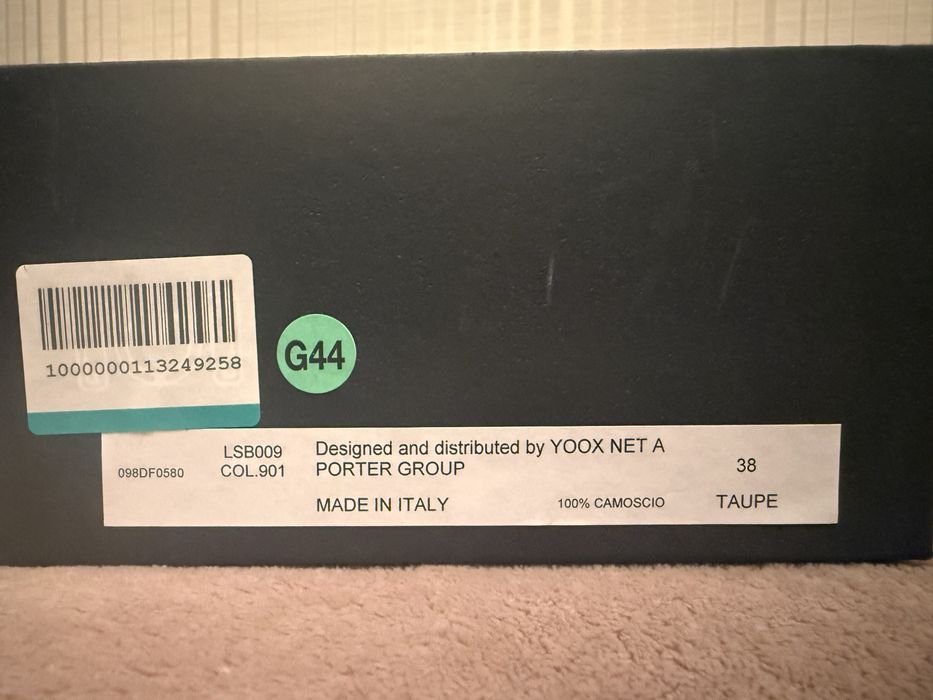 1000000113249258
G44
098DF0580
LSB009
COL.901
Designed and distributed by YOOX NET A
PORTER GROUP
MADE IN ITALY
100% CAMOSCIO
38
TAUPE